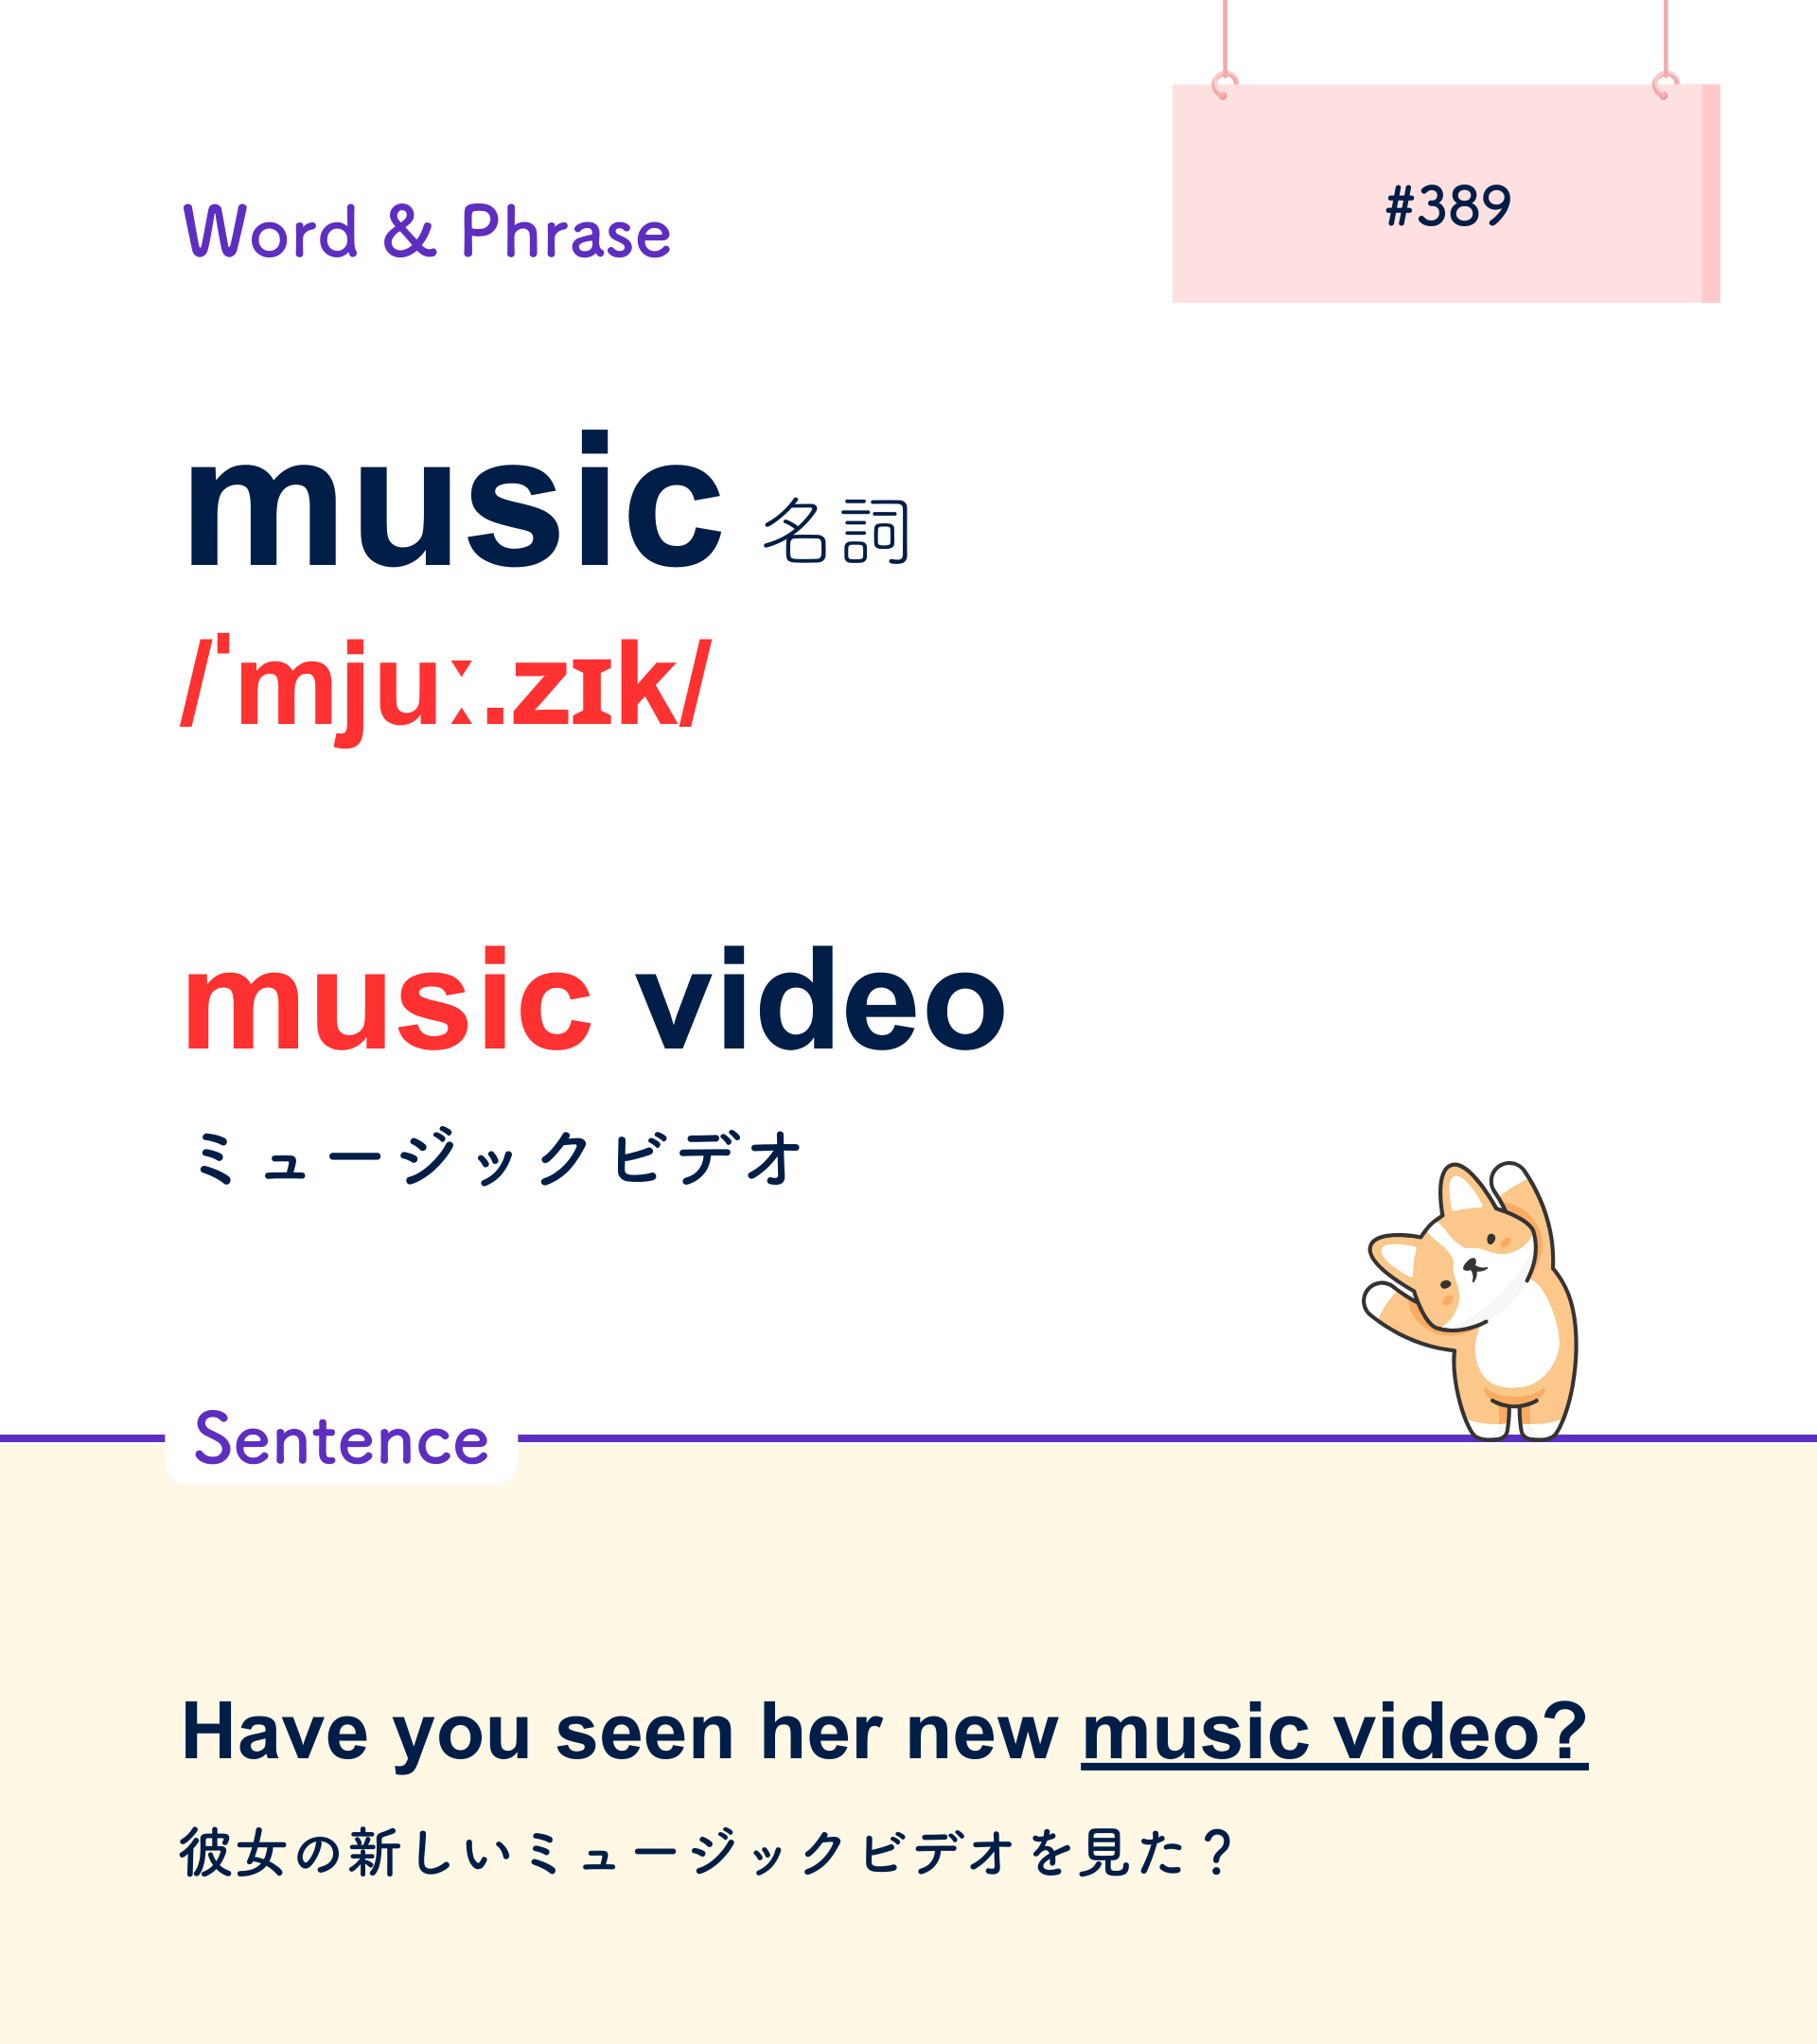 #389
Word & Phrase
music 名詞
/ˈmjuː.zɪk/
music video
ミュージックビデオ
Sentence
Have you seen her new music video?
彼女の新しいミュージックビデオを見た？